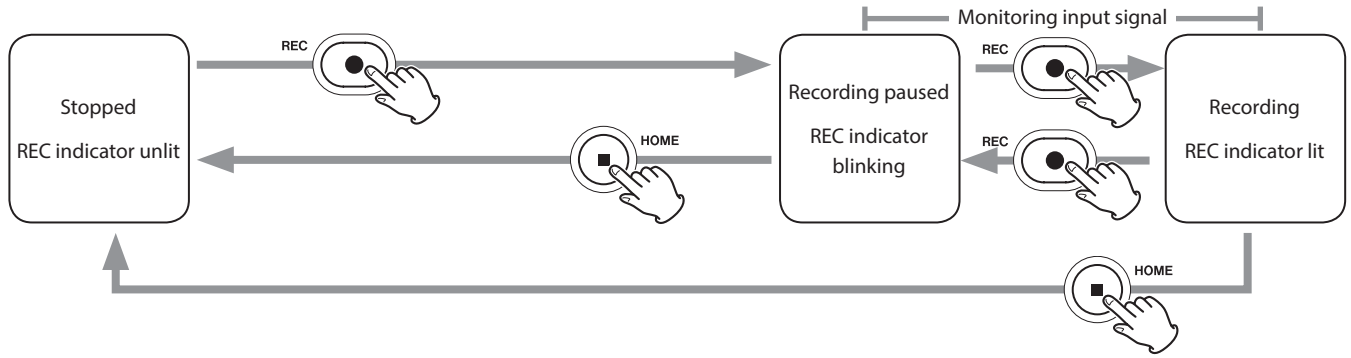 Monitoring input signal
REC
REC
Stopped
REC indicator unlit
Recording paused
REC indicator
blinking
Recording
REC indicator lit
HOME
REC
HOME